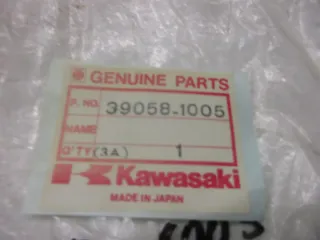 GENUINE PARTS
P. NO. 39058-1005
NAME
Q'TY (3A) 1
Kawasaki
MADE IN JAPAN